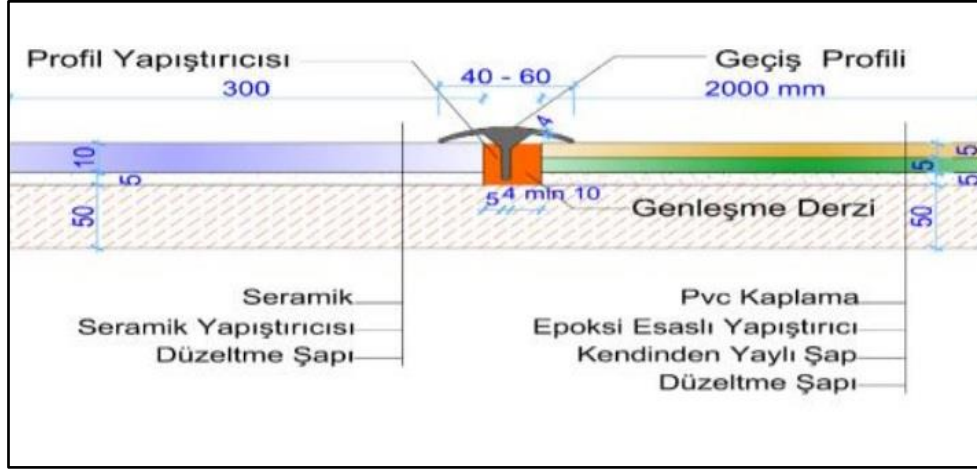 Profil Yapıştırıcısı
Geçiş Profili
40 - 60
300
2000 mm
4
10
5
5
5
5
5
4 min 10
50
50
Genleşme Derzi
Seramik
Seramik Yapıştırıcısı
Düzeltme Şapı
Pvc Kaplama
Epoksi Esaslı Yapıştırıcı
Kendinden Yaylı Şap
Düzeltme Şapı